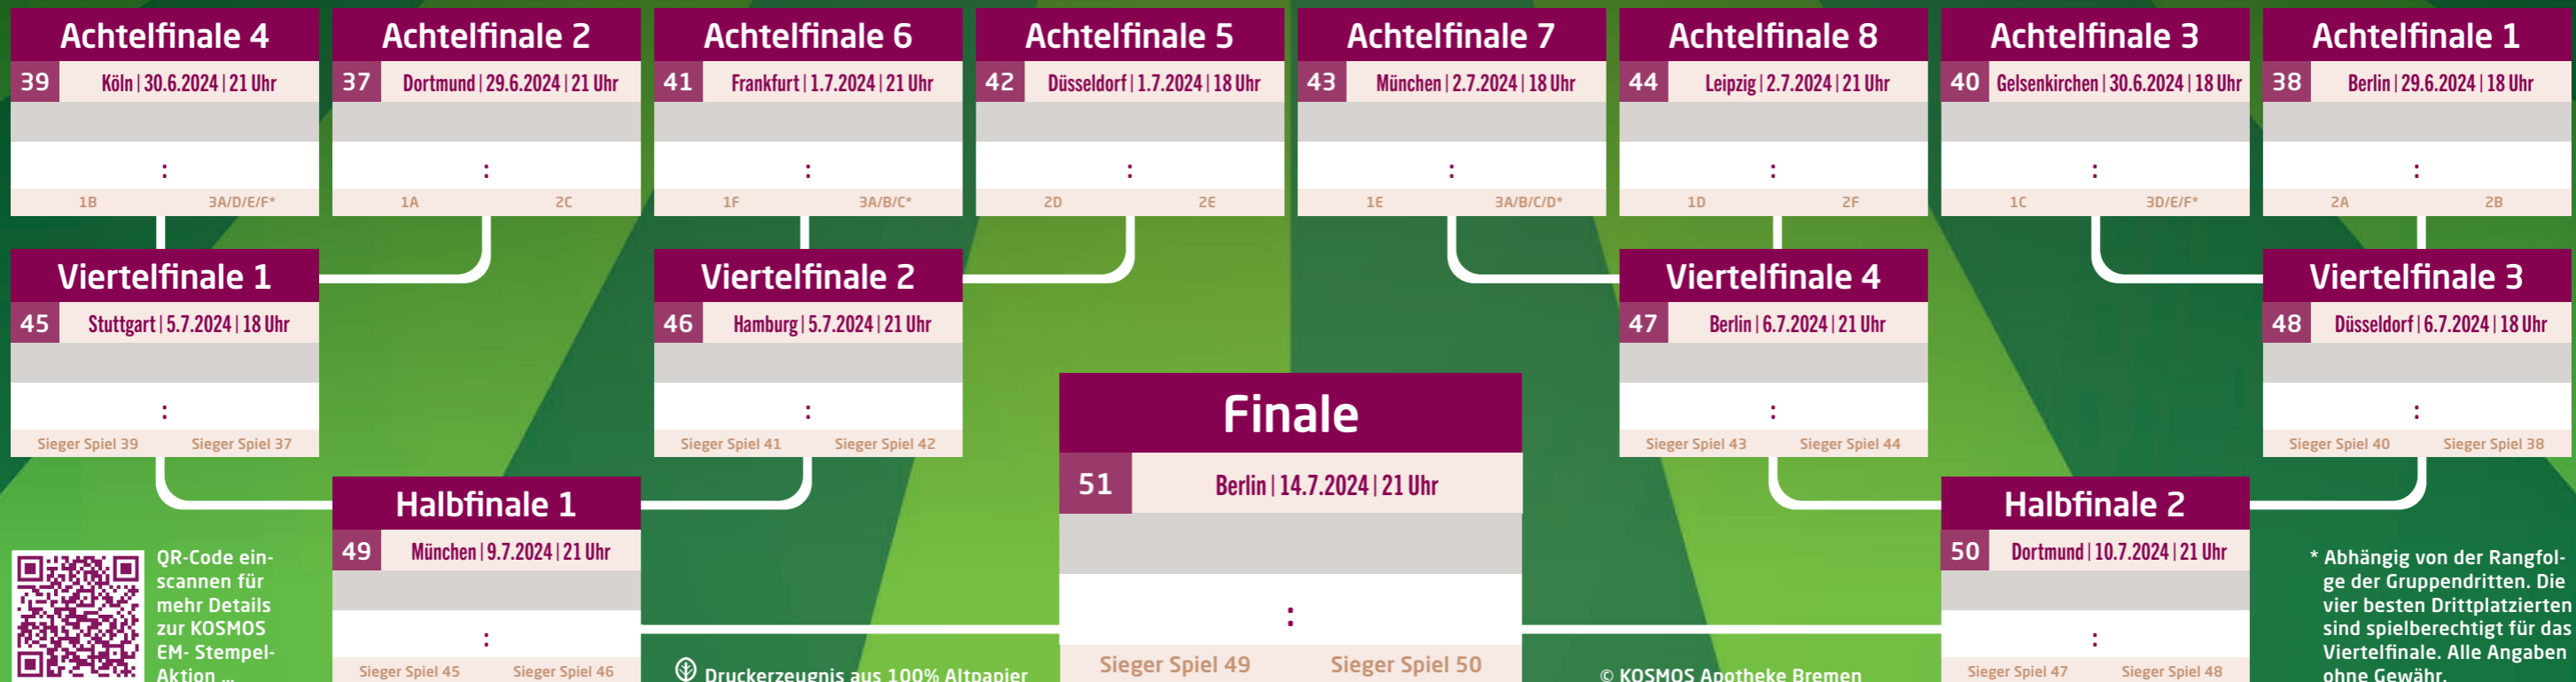 Achtelfinale 4
39 Köln | 30.6.2024 | 21 Uhr
:
1B 3A/D/E/F*
Achtelfinale 2
37 Dortmund | 29.6.2024 | 21 Uhr
:
1A 2C
Achtelfinale 6
41 Frankfurt | 1.7.2024 | 21 Uhr
:
1F 3A/B/C*
Achtelfinale 5
42 Düsseldorf | 1.7.2024 | 18 Uhr
:
2D 2E
Achtelfinale 7
43 München | 2.7.2024 | 18 Uhr
:
1E 3A/B/C/D*
Achtelfinale 8
44 Leipzig | 2.7.2024 | 21 Uhr
:
1D 2F
Achtelfinale 3
40 Gelsenkirchen | 30.6.2024 | 18 Uhr
:
1C 3D/E/F*
Achtelfinale 1
38 Berlin | 29.6.2024 | 18 Uhr
:
2A 2B
Viertelfinale 1
45 Stuttgart | 5.7.2024 | 18 Uhr
:
Sieger Spiel 39 Sieger Spiel 37
Viertelfinale 2
46 Hamburg | 5.7.2024 | 21 Uhr
:
Sieger Spiel 41 Sieger Spiel 42
Viertelfinale 4
47 Berlin | 6.7.2024 | 21 Uhr
:
Sieger Spiel 43 Sieger Spiel 44
Viertelfinale 3
48 Düsseldorf | 6.7.2024 | 18 Uhr
:
Sieger Spiel 40 Sieger Spiel 38
Halbfinale 1
49 München | 9.7.2024 | 21 Uhr
:
Sieger Spiel 45 Sieger Spiel 46
Finale
51 Berlin | 14.7.2024 | 21 Uhr
:
Sieger Spiel 49 Sieger Spiel 50
Halbfinale 2
50 Dortmund | 10.7.2024 | 21 Uhr
:
Sieger Spiel 47 Sieger Spiel 48
QR-Code ein-
scannen für
mehr Details
zur KOSMOS
EM- Stempel-
Aktion ...
Druckerzeugnis aus 100% Altpapier
© KOSMOS Apotheke Bremen
* Abhängig von der Rangfol-
ge der Gruppendritten. Die
vier besten Drittplatzierten
sind spielberechtigt für das
Viertelfinale. Alle Angaben
ohne Gewähr.